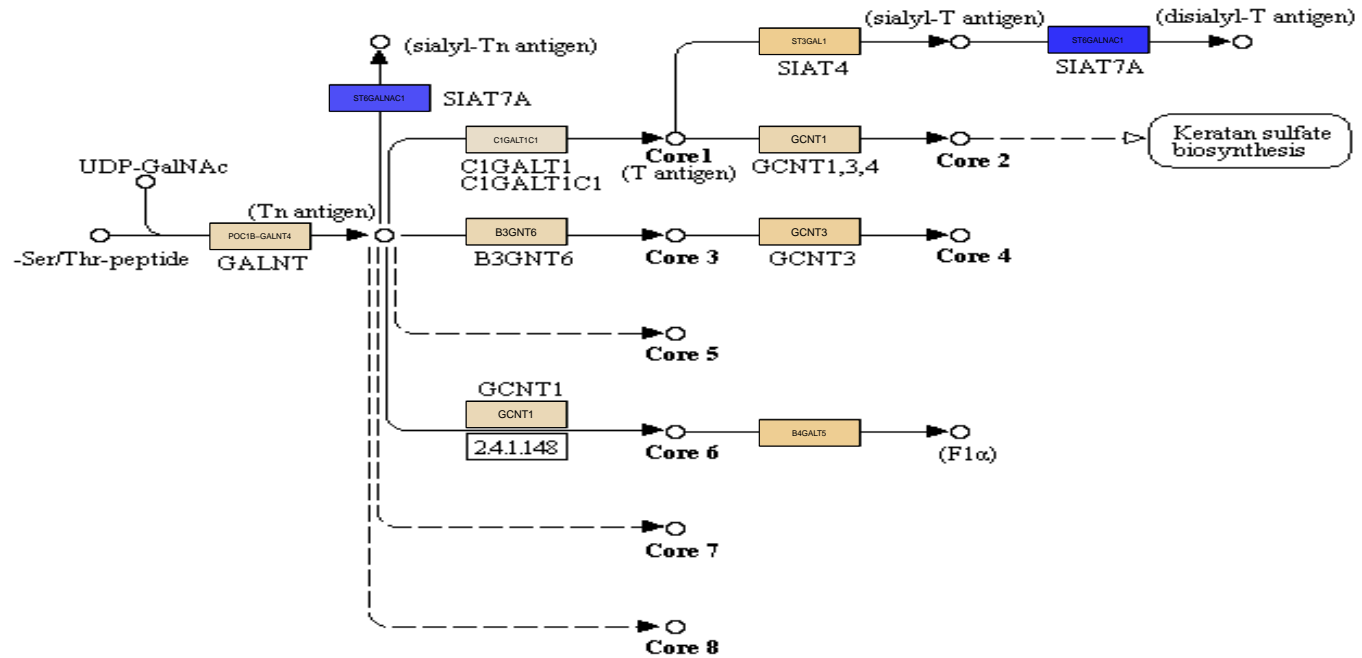 (sialyl-T antigen)
(disialyl-T antigen)
(sialyl-Tn antigen)
ST3GAL1
SIAT4
ST6GALNAC1
SIAT7A
ST6GALNAC1
SIAT7A
C1GALT1C1
C1GALT1
C1GALT1C1
Core1
(T antigen)
GCNT1
GCNT1,3,4
Core 2
Keratan sulfate
biosynthesis
UDP-GalNAc
(Tn antigen)
-Ser/Thr-peptide
POC1B-GALNT4
GALNT
B3GNT6
B3GNT6
Core 3
GCNT3
GCNT3
Core 4
Core 5
GCNT1
GCNT1
2.4.1.148
Core 6
B4GALT5
(F1α)
Core 7
Core 8